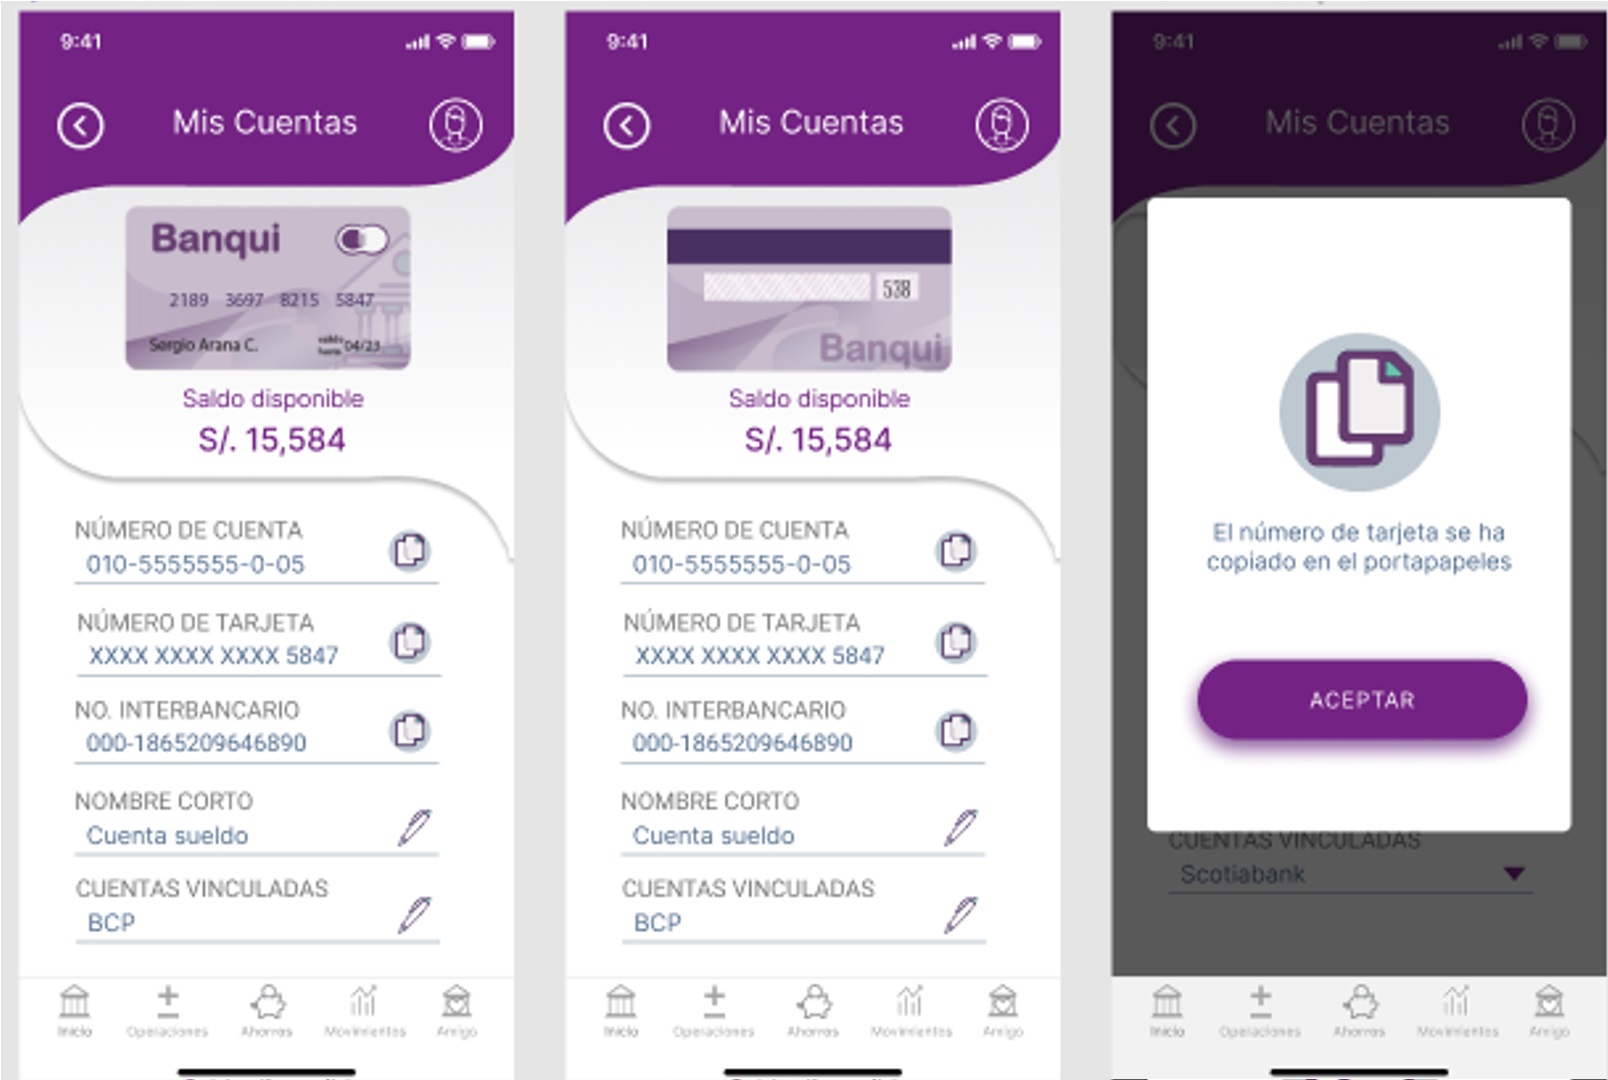 9:41
Mis Cuentas
Banqui
2189 3697 8215 5847
Sergio Arana C.
04/23
Saldo disponible
S/. 15,584
NÚMERO DE CUENTA
010-5555555-0-05
NÚMERO DE TARJETA
XXXX XXXX XXXX 5847
NO. INTERBANCARIO
000-1865209646890
NOMBRE CORTO
Cuenta sueldo
CUENTAS VINCULADAS
BCP
Inicio
Operaciones
Ahorros
Movimientos
Amigo
9:41
Mis Cuentas
538
Banqui
Saldo disponible
S/. 15,584
NÚMERO DE CUENTA
010-5555555-0-05
NÚMERO DE TARJETA
XXXX XXXX XXXX 5847
NO. INTERBANCARIO
000-1865209646890
NOMBRE CORTO
Cuenta sueldo
CUENTAS VINCULADAS
BCP
Inicio
Operaciones
Ahorros
Movimientos
Amigo
9:41
Mis Cuentas
El número de tarjeta se ha
copiado en el portapapeles
ACEPTAR
CUENTAS VINCULADAS
Scotiabank
Inicio
Operaciones
Ahorros
Movimientos
Amigo